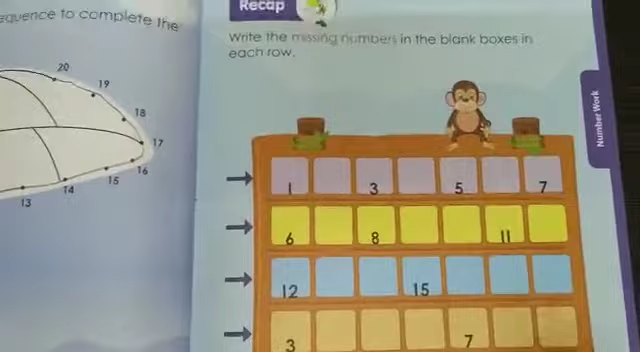 equence to complete the
20
19
18
17
16
15
14
13
Recap
Write the missing numbers in the blank boxes in
each row.
Number Work
1 3 5 7
6 8 11
12 15
3 7